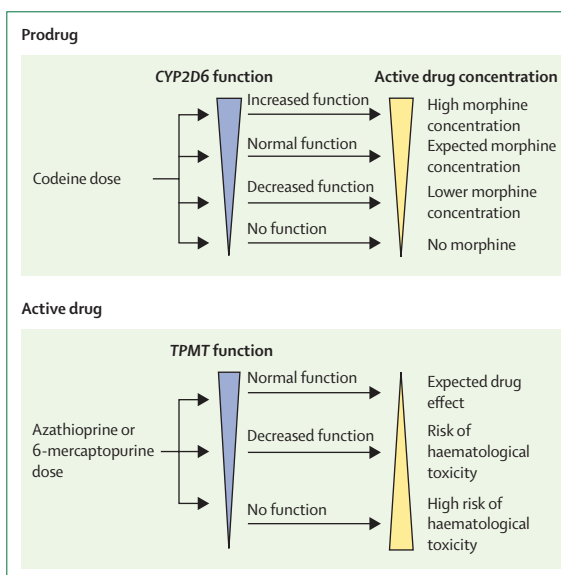 Prodrug
CYP2D6 function
Active drug concentration
Codeine dose
Increased function
High morphine
concentration
Normal function
Expected morphine
concentration
Decreased function
Lower morphine
concentration
No function
No morphine
Active drug
TPMT function
Azathioprine or
6-mercaptopurine
dose
Normal function
Expected drug
effect
Decreased function
Risk of
haematological
toxicity
No function
High risk of
haematological
toxicity